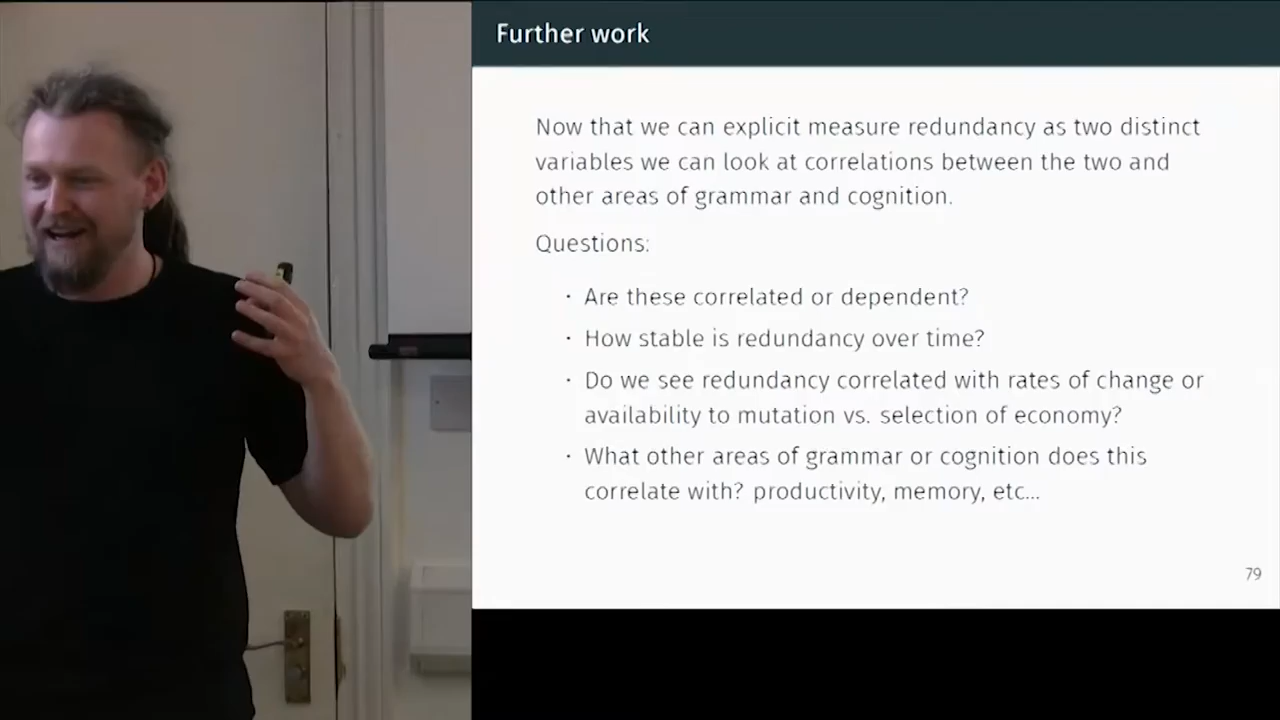 Further work
Now that we can explicit measure redundancy as two distinct
variables we can look at correlations between the two and
other areas of grammar and cognition.
Questions:
· Are these correlated or dependent?
· How stable is redundancy over time?
· Do we see redundancy correlated with rates of change or
availability to mutation vs. selection of economy?
· What other areas of grammar or cognition does this
correlate with? productivity, memory, etc...
79